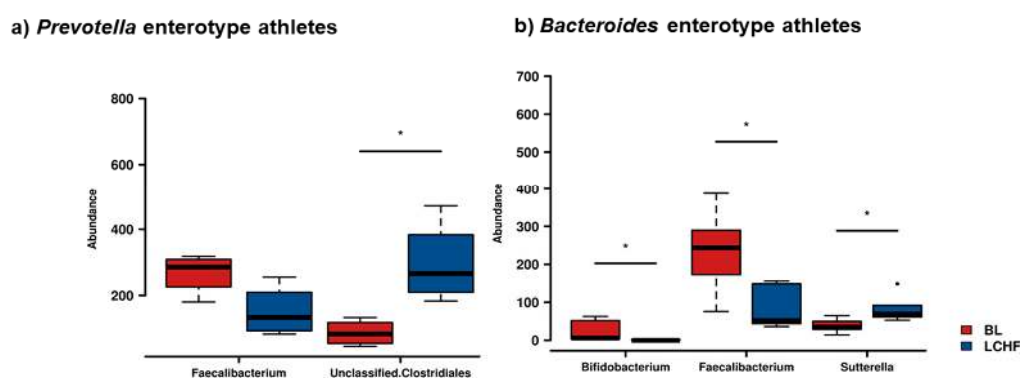 a) Prevotella enterotype athletes
b) Bacteroides enterotype athletes
800
600
400
200
Abundance
*
Faecalibacterium
Unclassified.Clostridiales
700
600
500
400
300
200
100
0
Abundance
*
*
*
Bifidobacterium
Faecalibacterium
Sutterella
BL
LCHF